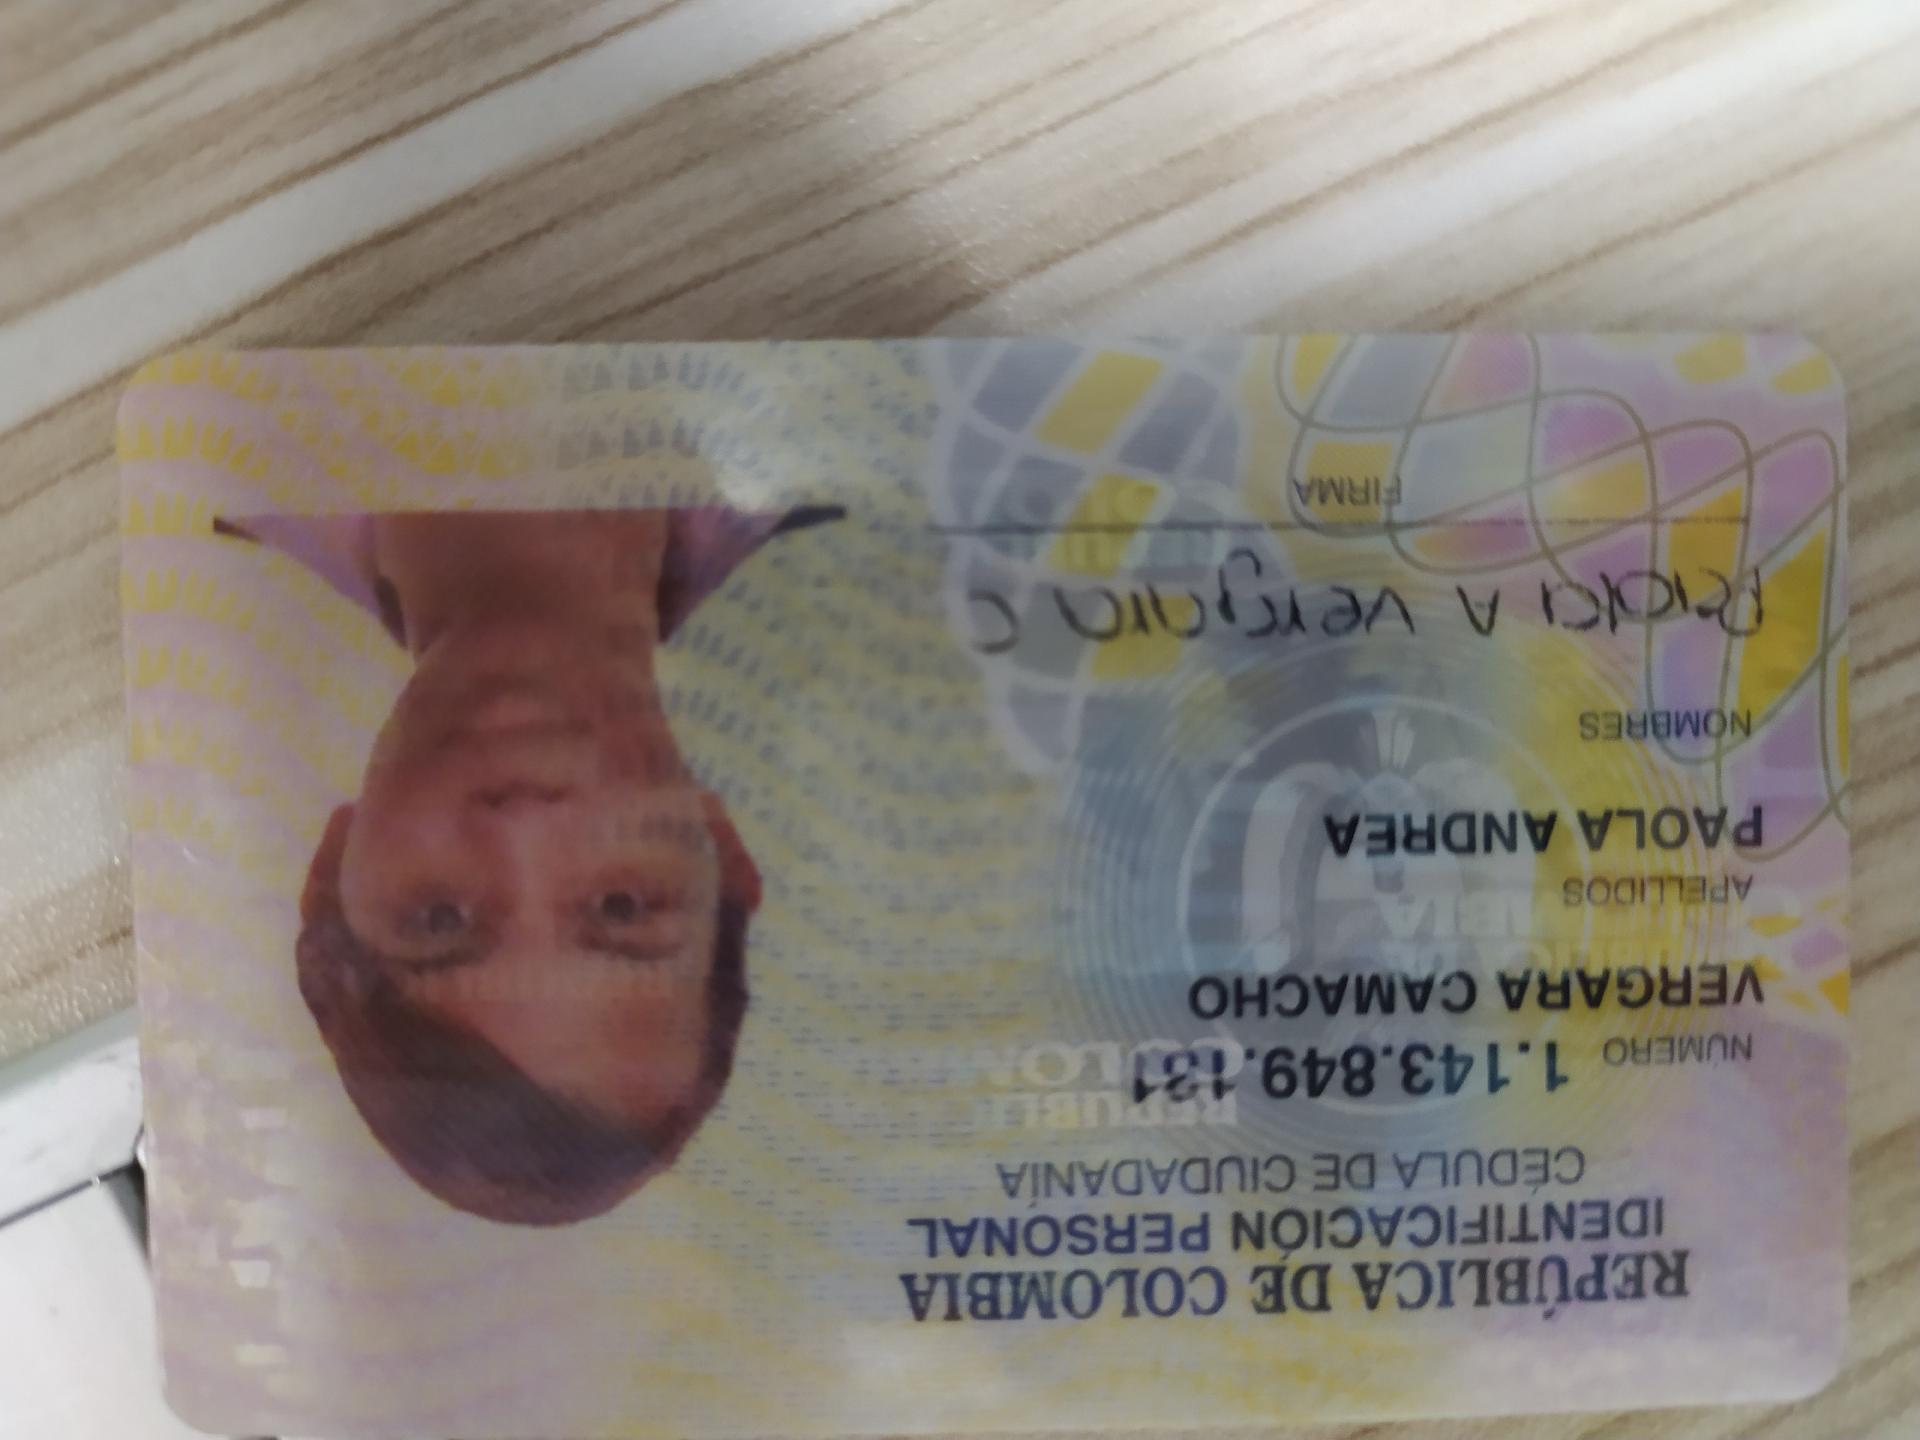 REPÚBLICA DE COLOMBIA
IDENTIFICACIÓN PERSONAL
CÉDULA DE CIUDADANÍA
NÚMERO 1.143.849.131
VERGARA CAMACHO
APELLIDOS
PAOLA ANDREA
NOMBRES
Paola A Vergara C
FIRMA